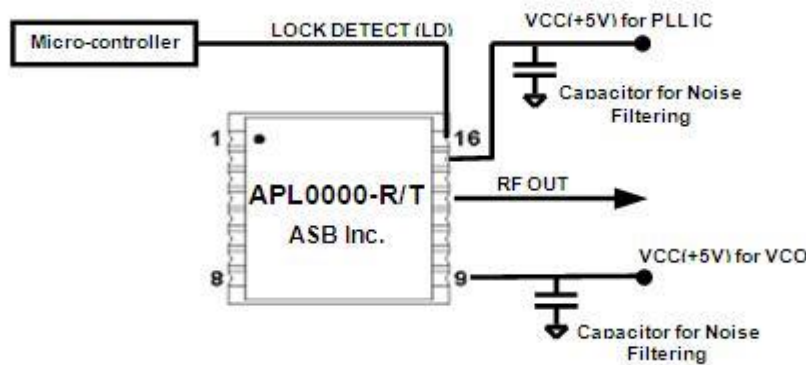 VCC(+5V) for PLL IC
LOCK DETECT (LD)
Micro-controller
Capacitor for Noise
Filtering
1
16
APL0000-R/T
RF OUT
ASB Inc.
VCC(+5V) for VCO
8
9
Capacitor for Noise
Filtering